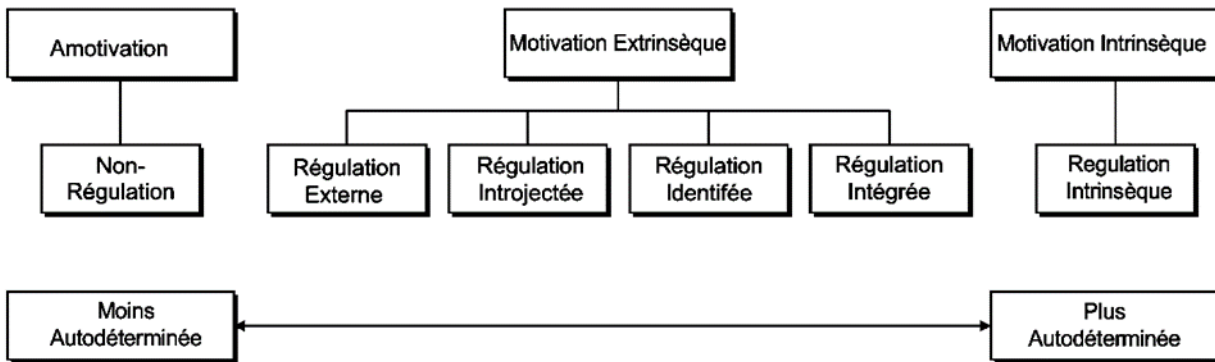 Amotivation
Motivation Extrinsèque
Motivation Intrinsèque
Non-
Régulation
Régulation
Externe
Régulation
Introjectée
Régulation
Identifée
Régulation
Intégrée
Regulation
Intrinsèque
Moins
Autodéterminée
Plus
Autodéterminée